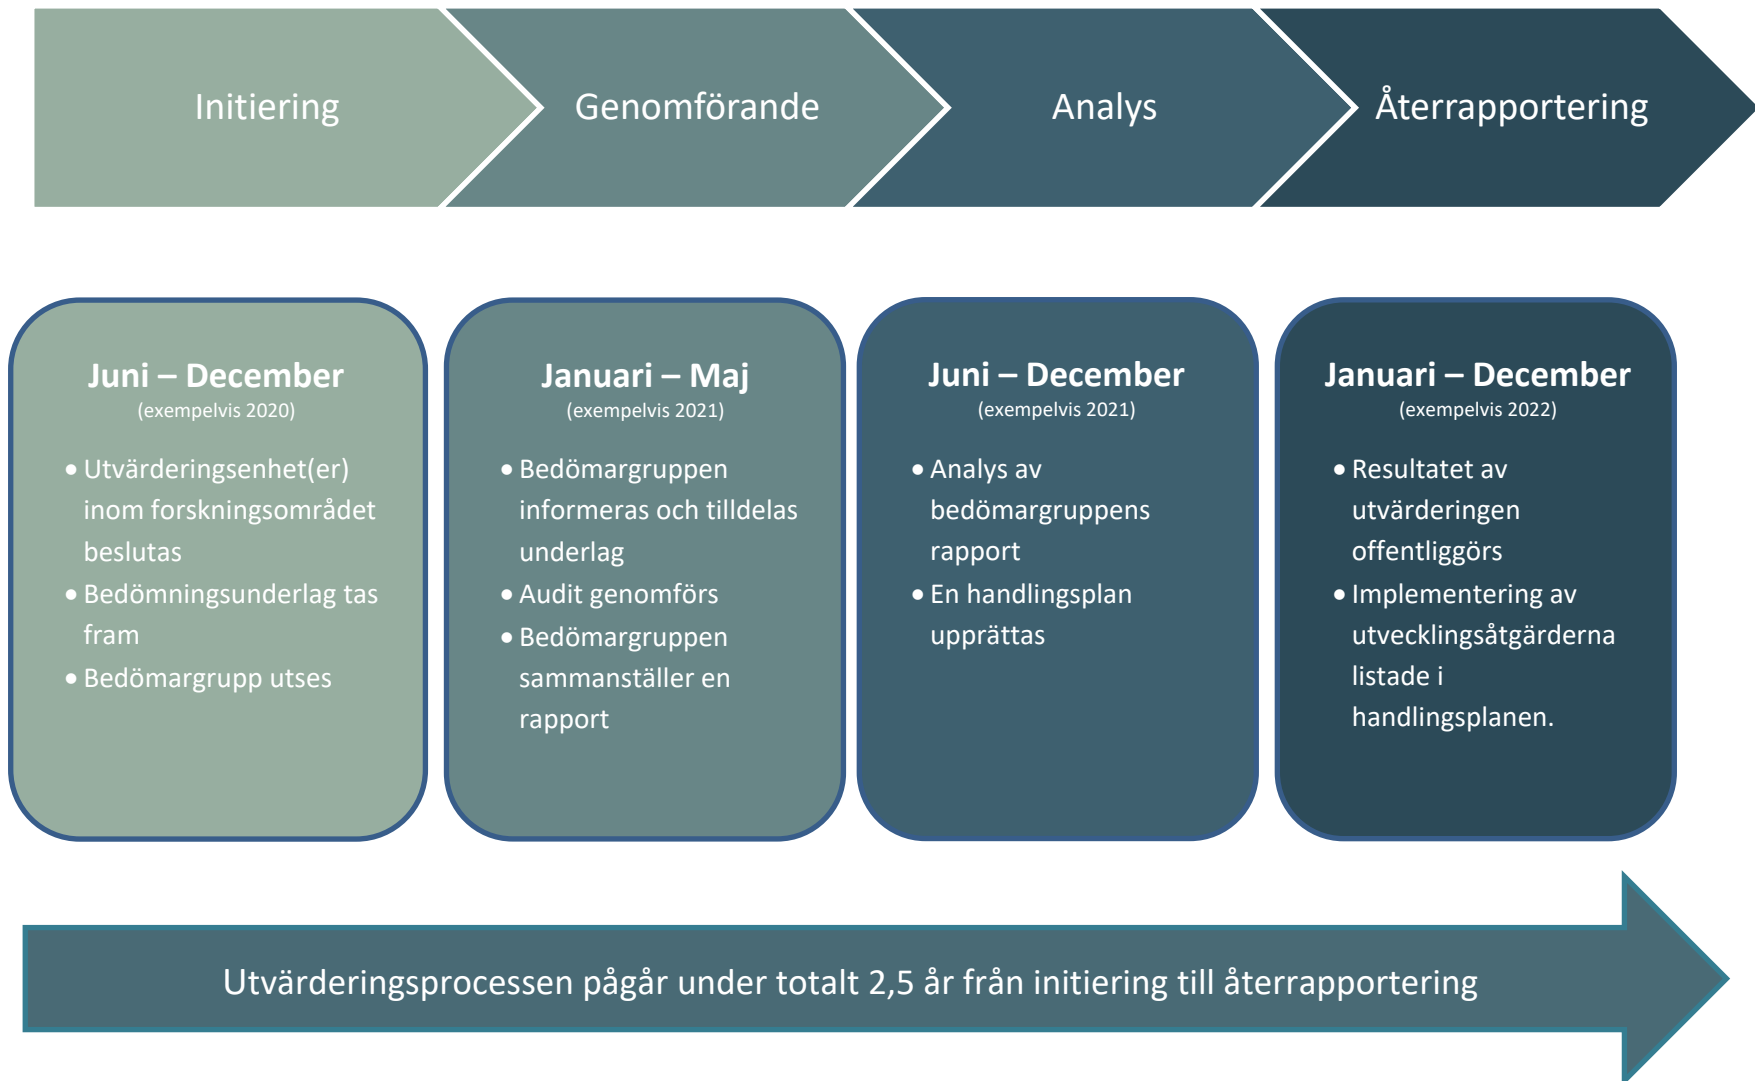 Initiering
Genomförande
Analys
Återrapportering
Juni – December
(exempelvis 2020)
• Utvärderingsenhet(er)
inom forskningsområdet
beslutas
• Bedömningsunderlag tas
fram
• Bedömargrupp utses
Januari – Maj
(exempelvis 2021)
• Bedömargruppen
informeras och tilldelas
underlag
• Audit genomförs
• Bedömargruppen
sammanställer en
rapport
Juni – December
(exempelvis 2021)
• Analys av
bedömargruppens
rapport
• En handlingsplan
upprättas
Januari – December
(exempelvis 2022)
• Resultatet av
utvärderingen
offentliggörs
• Implementering av
utvecklingsåtgärderna
listade i
handlingsplanen.
Utvärderingsprocessen pågår under totalt 2,5 år från initiering till återrapportering